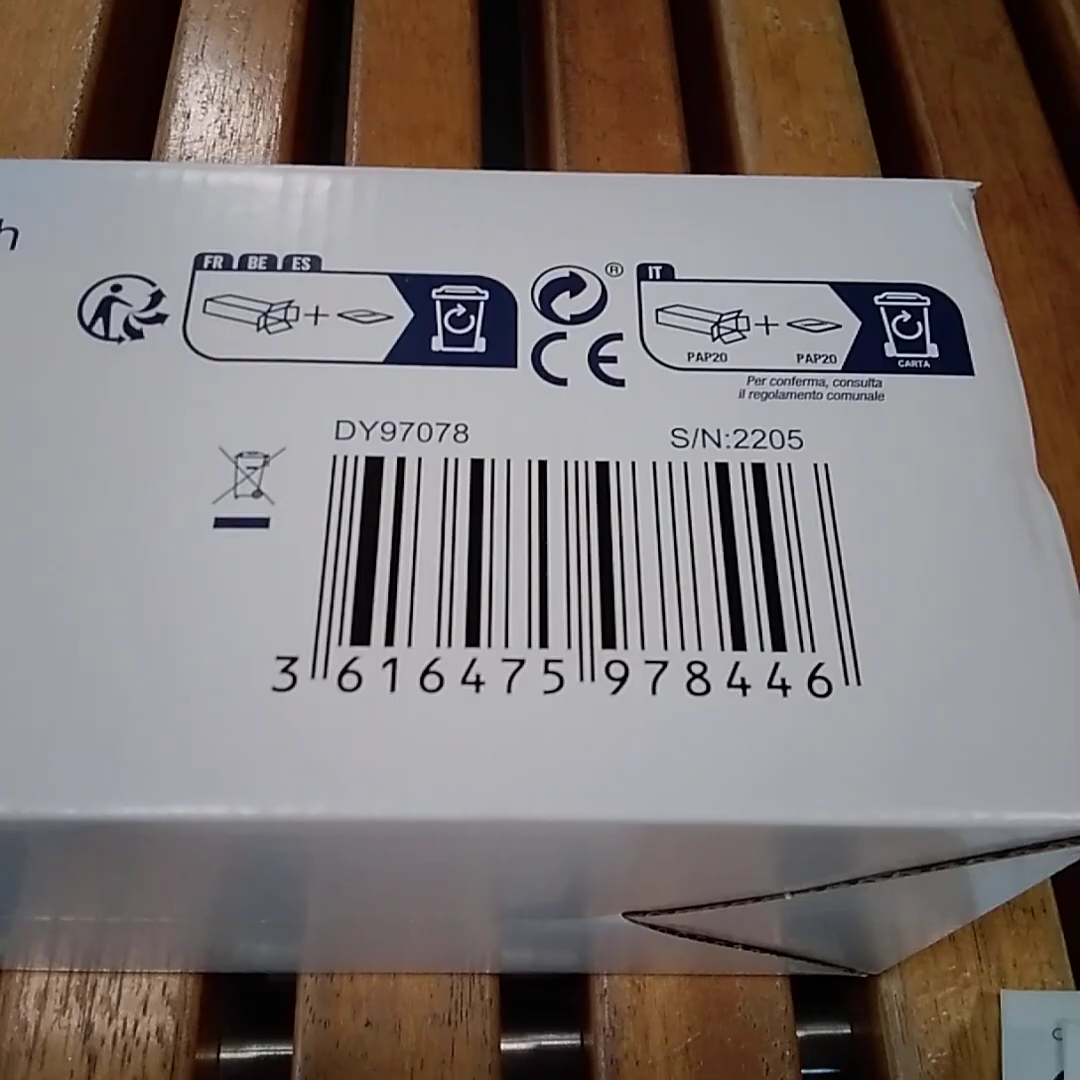 h
FR BE ES
®
IT
PAP20 PAP20
CARTA
CE
Per conferma, consulta
il regolamento comunale
DY97078
S/N:2205
3 616475 978446